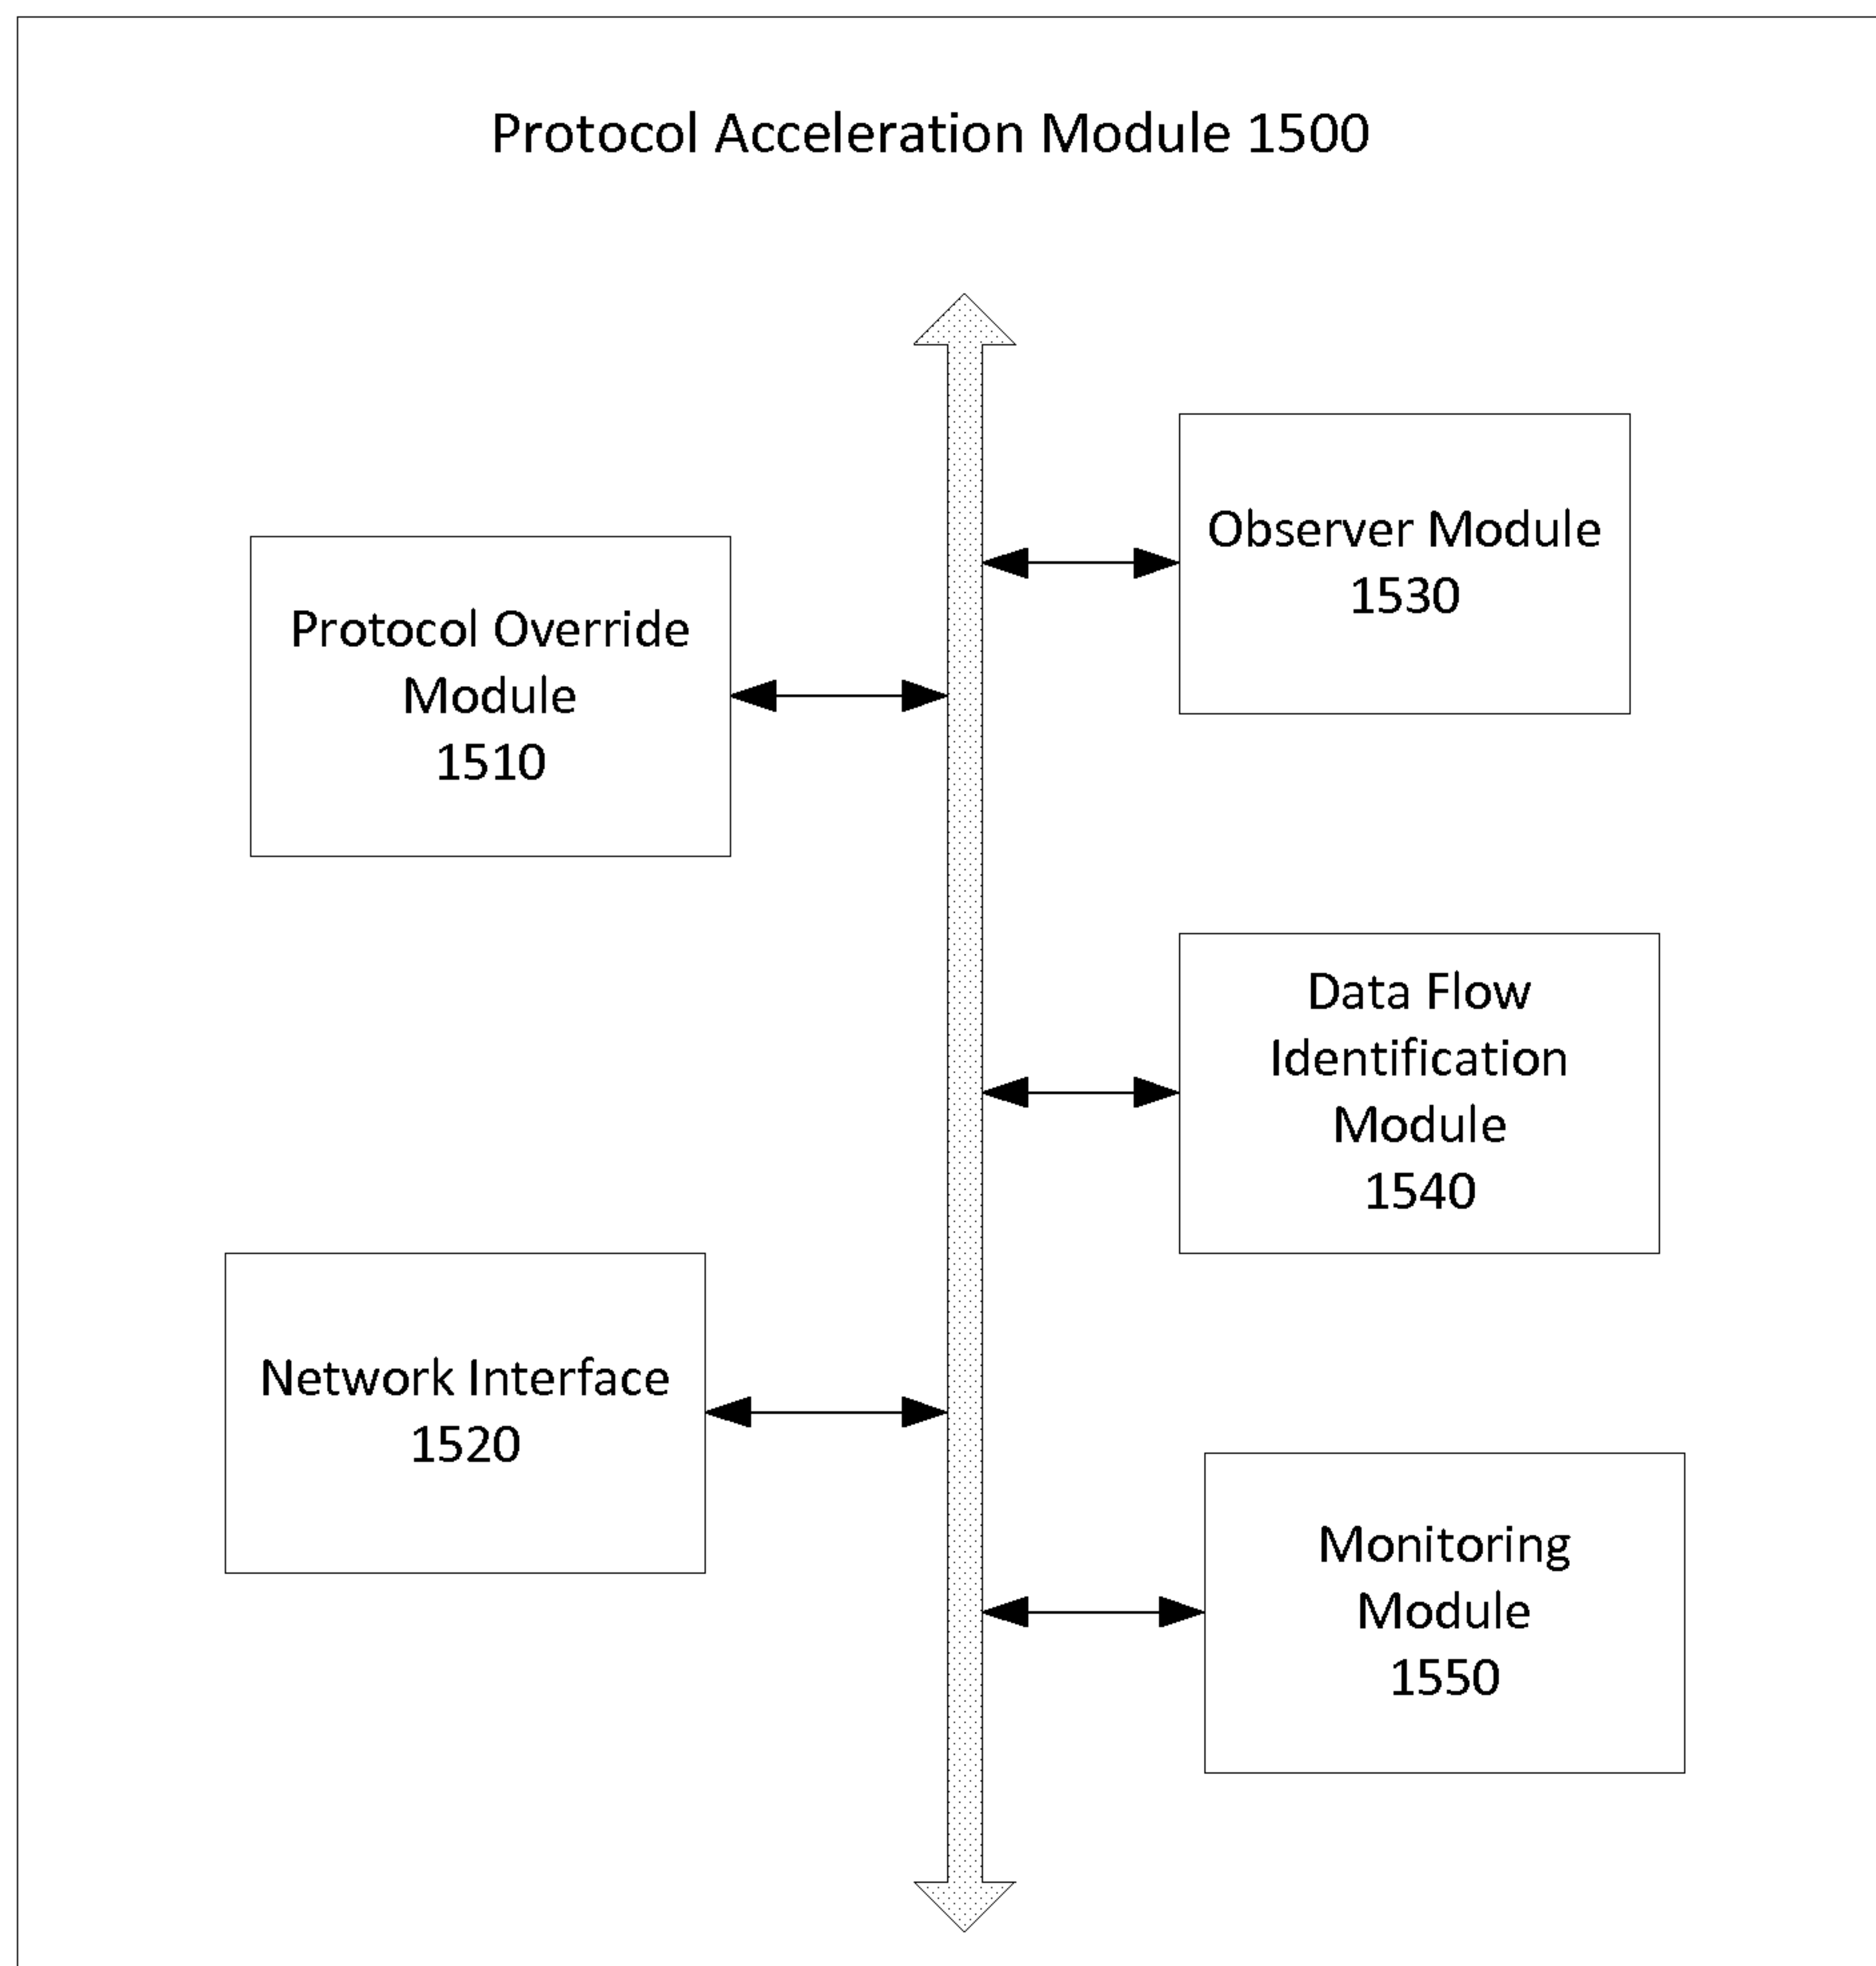 Protocol Acceleration Module 1500
Observer Module
1530
Protocol Override
Module
1510
Data Flow
Identification
Module
1540
Network Interface
1520
Monitoring
Module
1550